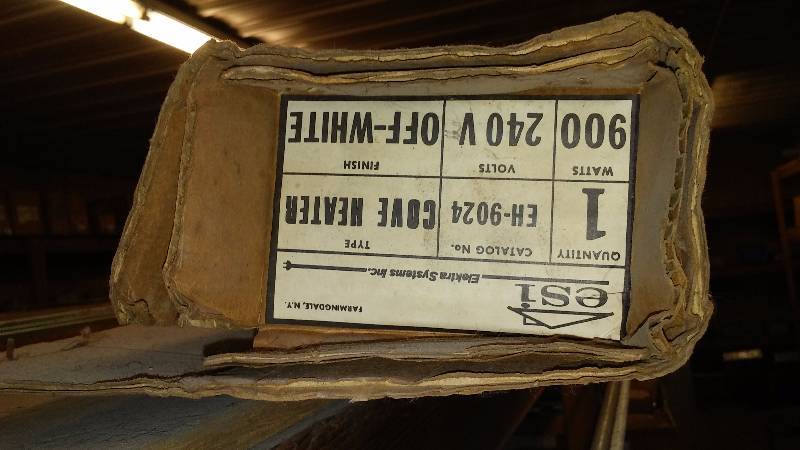 esi
Elektra Systems Inc.
FARMINGDALE, N.Y.
QUANTITY CATALOG No. TYPE
1 EH-9024 COVE HEATER
WATTS VOLTS FINISH
900 240 V OFF-WHITE